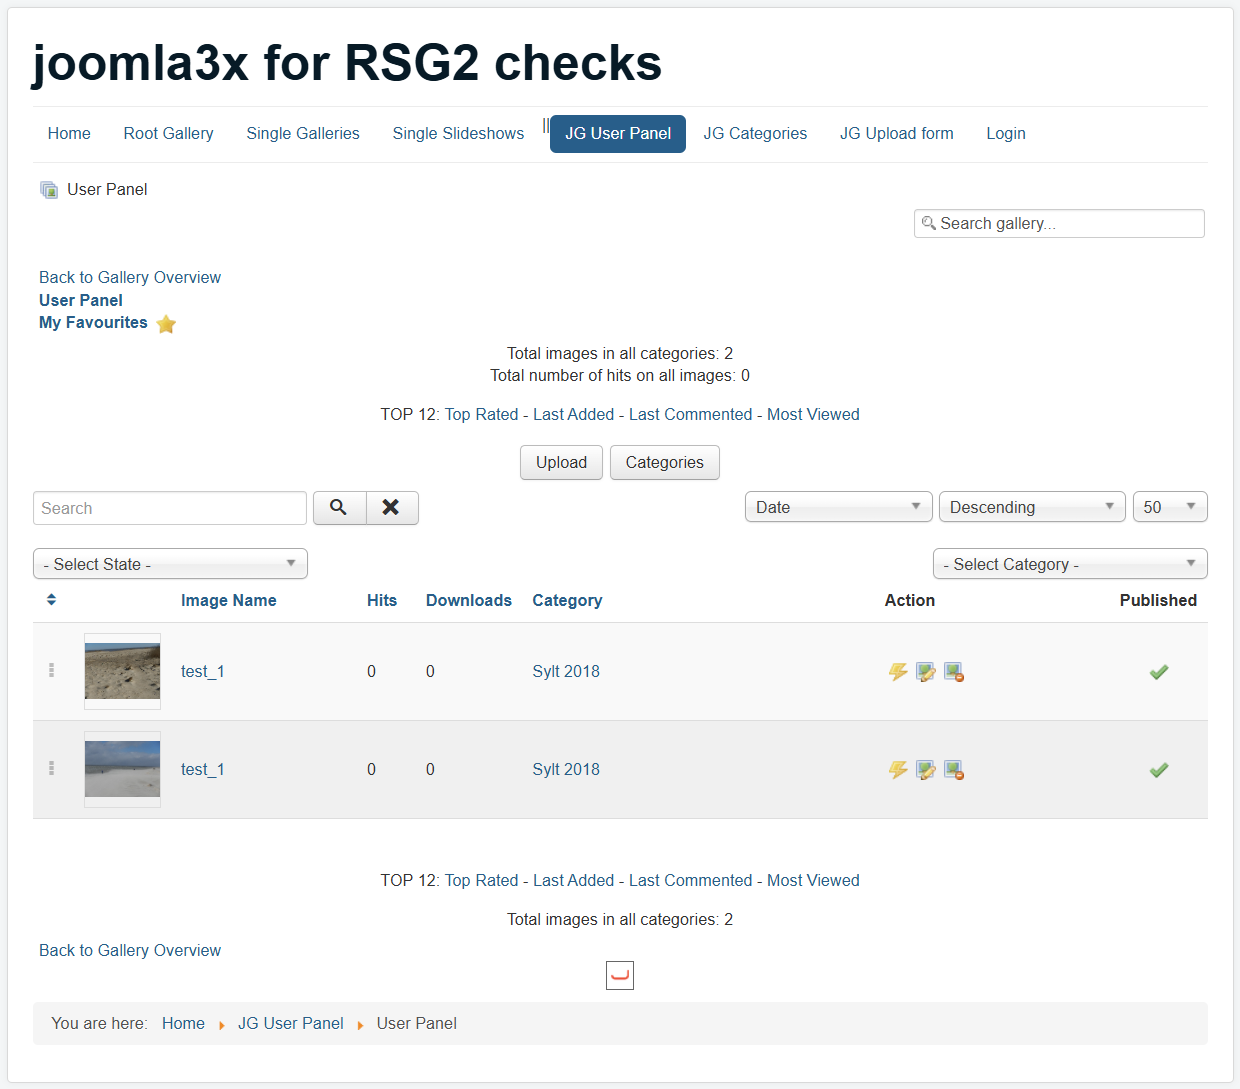 joomla3x for RSG2 checks
Home Root Gallery Single Galleries Single Slideshows || JG User Panel JG Categories JG Upload form Login
User Panel
Search gallery...
Back to Gallery Overview
User Panel
My Favourites
Total images in all categories: 2
Total number of hits on all images: 0
TOP 12: Top Rated - Last Added - Last Commented - Most Viewed
Upload Categories
Search Date Descending 50
- Select State - - Select Category -
Image Name Hits Downloads Category Action Published
test_1 0 0 Sylt 2018
test_1 0 0 Sylt 2018
TOP 12: Top Rated - Last Added - Last Commented - Most Viewed
Total images in all categories: 2
Back to Gallery Overview
You are here: Home JG User Panel User Panel